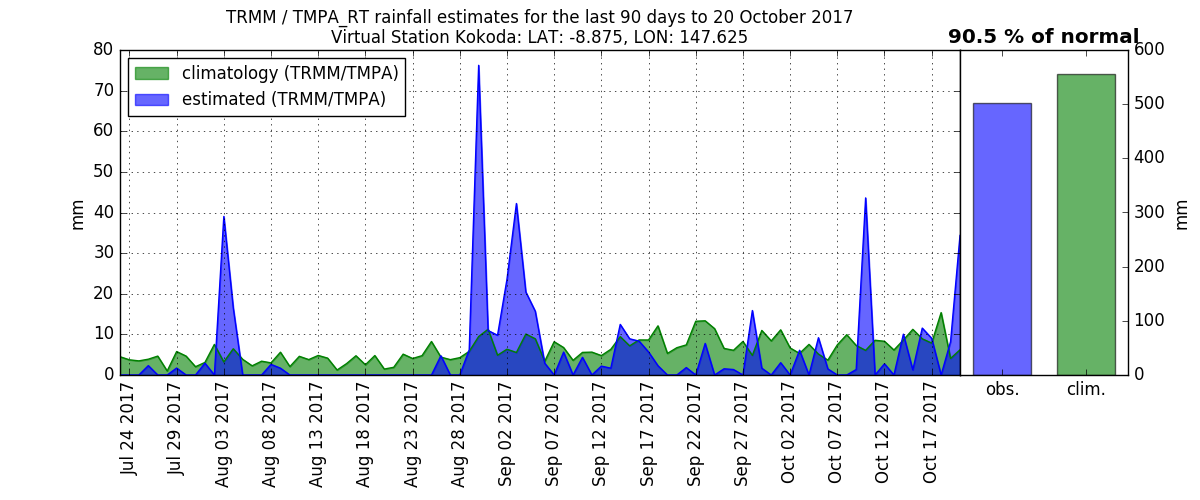 TRMM / TMPA_RT rainfall estimates for the last 90 days to 20 October 2017
Virtual Station Kokoda: LAT: -8.875, LON: 147.625
90.5 % of normal
climatology (TRMM/TMPA)
estimated (TRMM/TMPA)
80
70
60
50
40
30
20
10
0
mm
Jul 24 2017
Jul 29 2017
Aug 03 2017
Aug 08 2017
Aug 13 2017
Aug 18 2017
Aug 23 2017
Aug 28 2017
Sep 02 2017
Sep 07 2017
Sep 12 2017
Sep 17 2017
Sep 22 2017
Sep 27 2017
Oct 02 2017
Oct 07 2017
Oct 12 2017
Oct 17 2017
obs.
clim.
600
500
400
300
200
100
0
mm